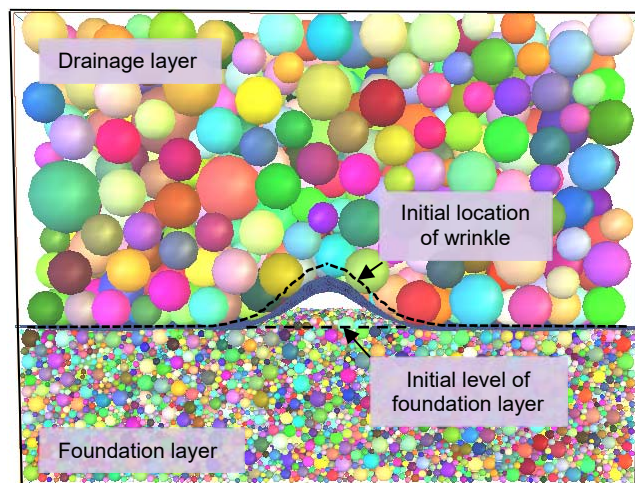 Drainage layer
Initial location
of wrinkle
Initial level of
foundation layer
Foundation layer